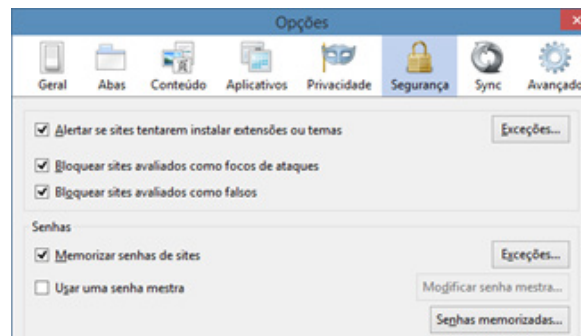 Opções
Geral Abas Conteúdo Aplicativos Privacidade Segurança Sync Avançado
Alertar se sites tentarem instalar extensões ou temas Exceções...
Bloquear sites avaliados como focos de ataques
Bloquear sites avaliados como falsos
Senhas
Memorizar senhas de sites Exceções...
Usar uma senha mestra Modificar senha mestra...
Senhas memorizadas...